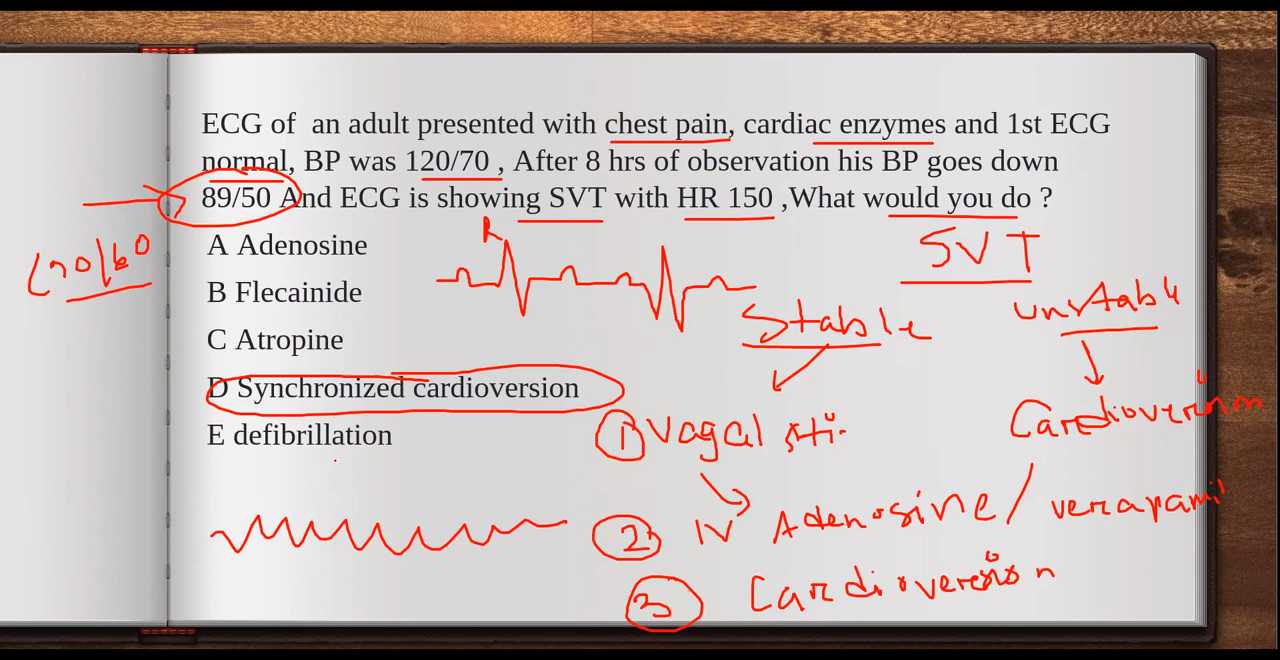 ECG of an adult presented with chest pain, cardiac enzymes and 1st ECG
normal, BP was 120/70 , After 8 hrs of observation his BP goes down
89/50 And ECG is showing SVT with HR 150 ,What would you do ?
A Adenosine
B Flecainide
C Atropine
D Synchronized cardioversion
E defibrillation
R
SVT
Stable
unstable
① Vagal sti.
Cardioversion
② IV Adenosine / verapamil
③ Cardioversion